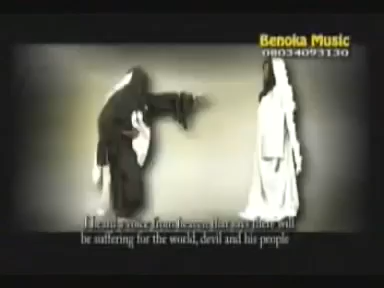 Benoka Music
08034093130
I heard a voice from heaven that says there will
be suffering for the world, devil and his people